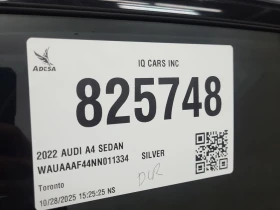 ADESA
IQ CARS INC
825748
2022 AUDI A4 SEDAN
WAUAAAF44NN011334 SILVER
DLR
Toronto
10/28/2025 15:25:25 NS